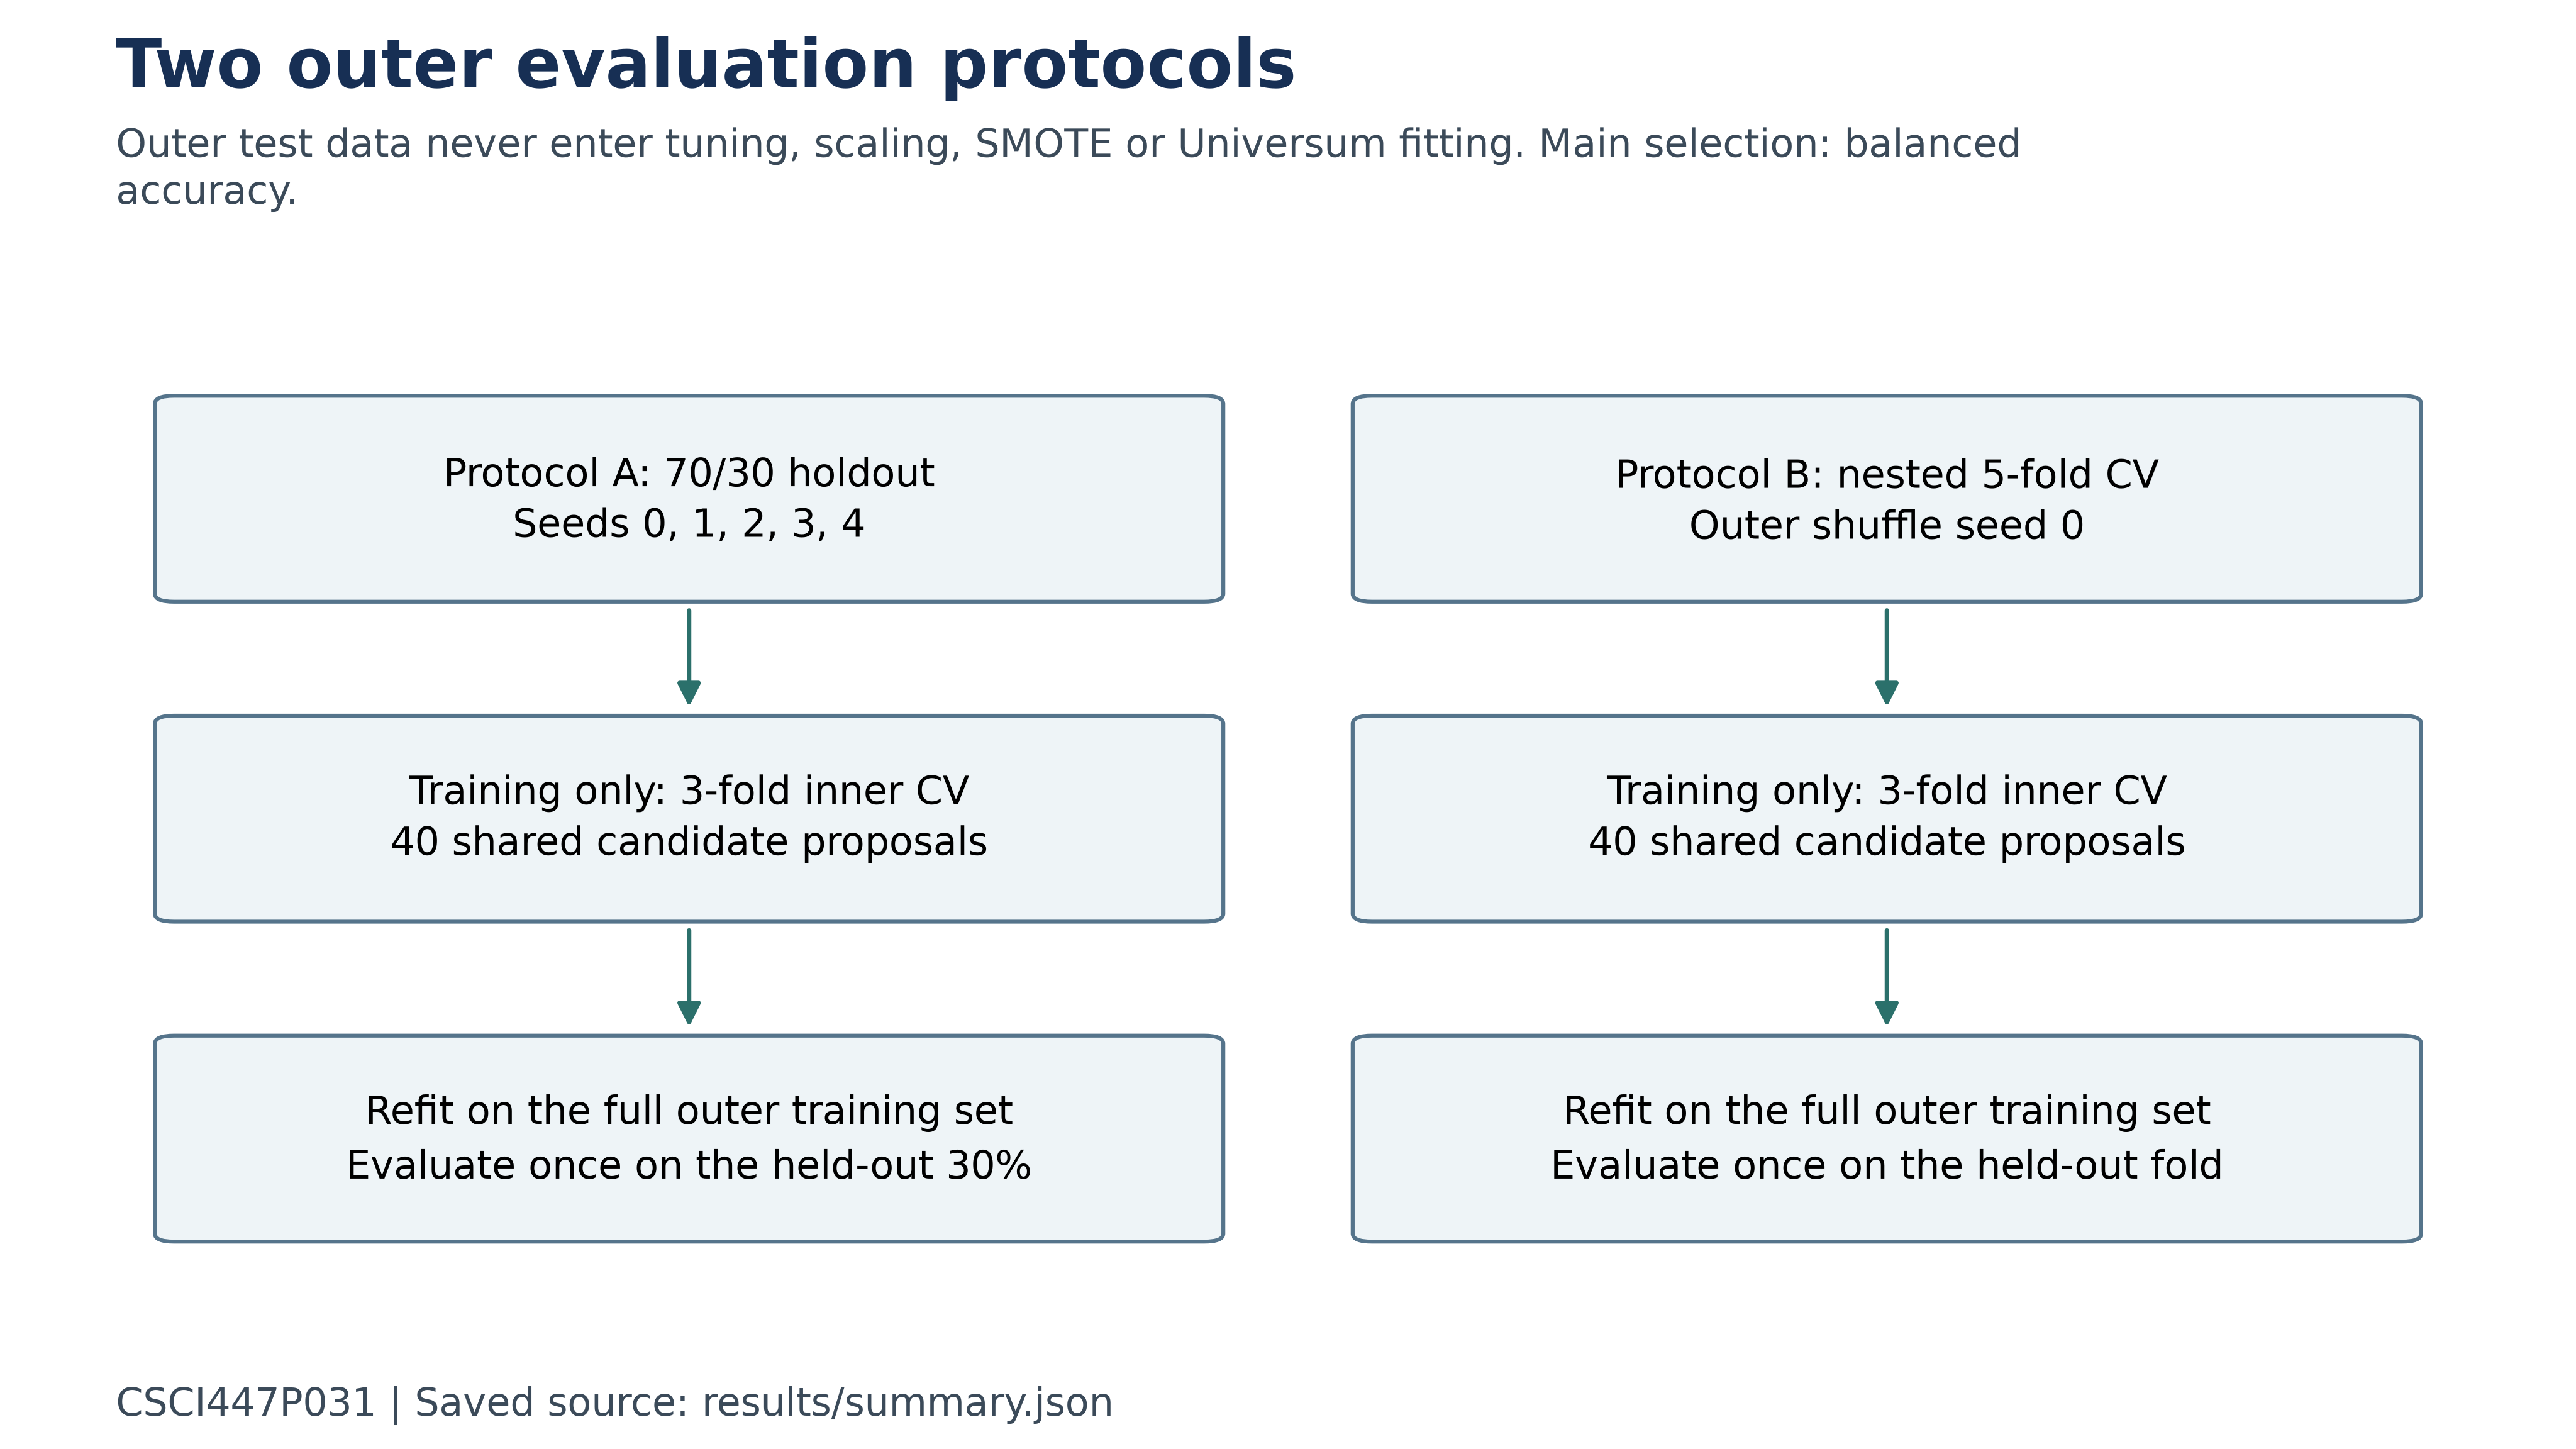 Two outer evaluation protocols
Outer test data never enter tuning, scaling, SMOTE or Universum fitting. Main selection: balanced
accuracy.
Protocol A: 70/30 holdout
Seeds 0, 1, 2, 3, 4
Training only: 3-fold inner CV
40 shared candidate proposals
Refit on the full outer training set
Evaluate once on the held-out 30%
Protocol B: nested 5-fold CV
Outer shuffle seed 0
Training only: 3-fold inner CV
40 shared candidate proposals
Refit on the full outer training set
Evaluate once on the held-out fold
CSCI447P031 | Saved source: results/summary.json